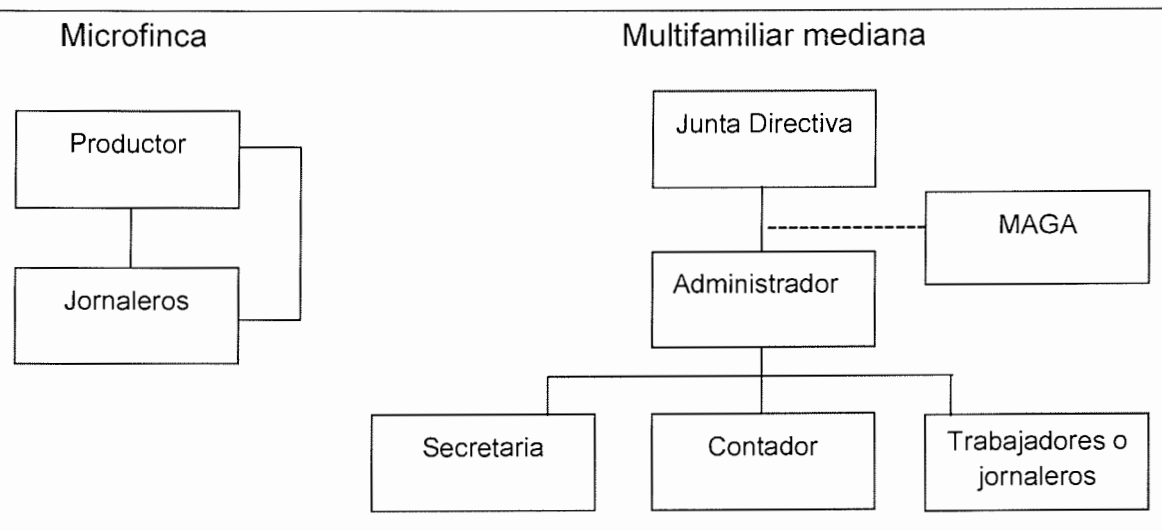 Microfinca
Multifamiliar mediana
Productor
Jornaleros
Junta Directiva
MAGA
Administrador
Secretaria
Contador
Trabajadores o
jornaleros